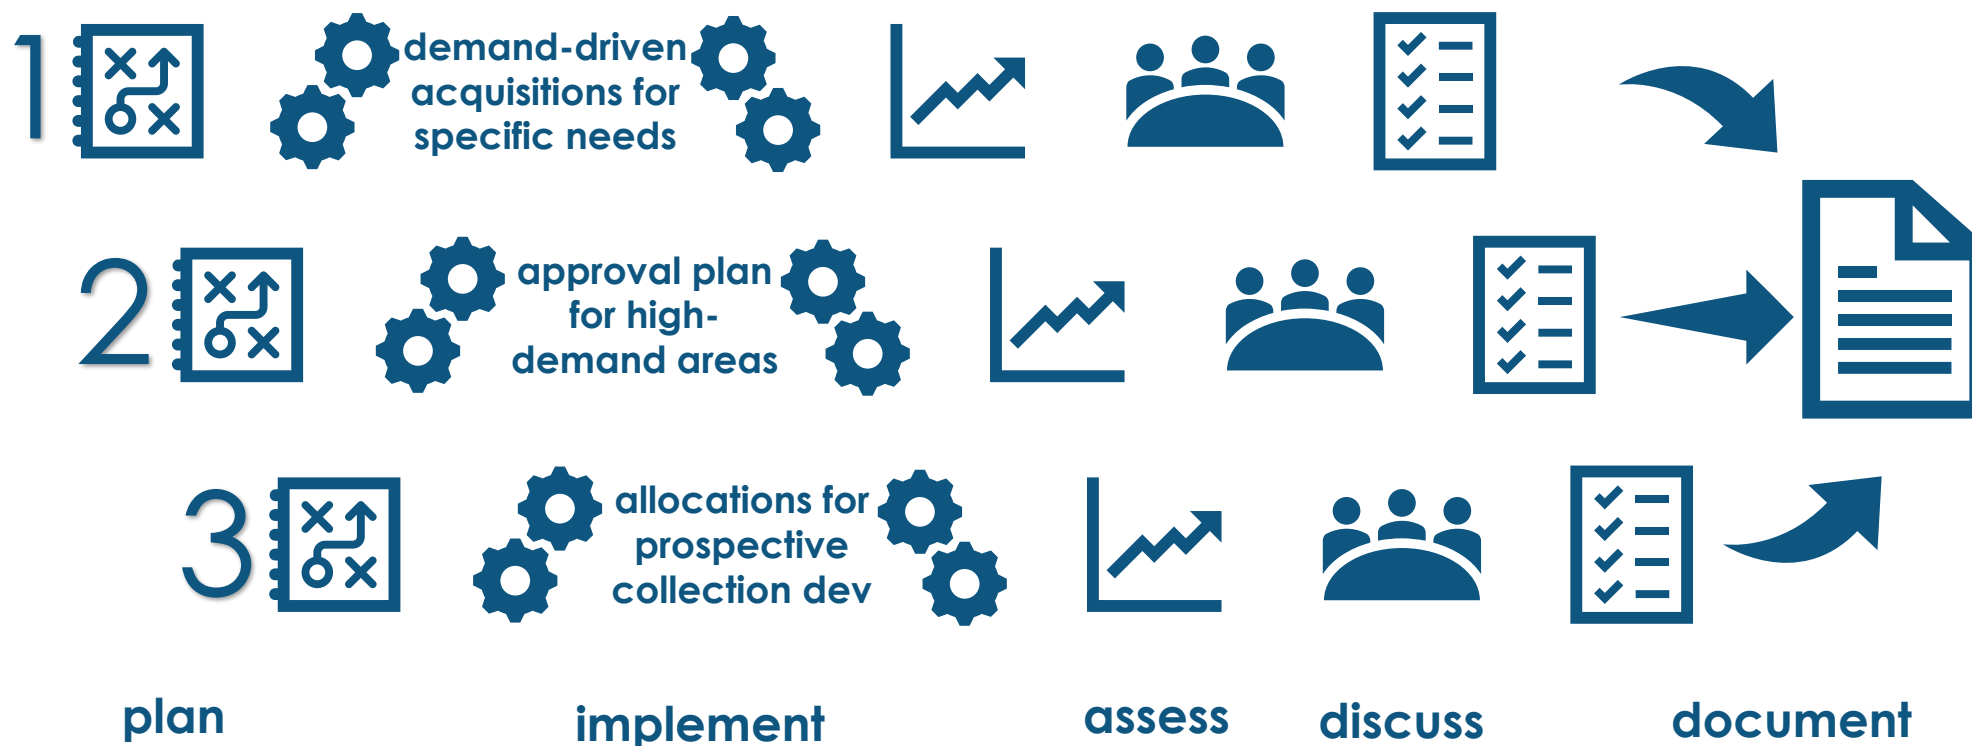 1
demand-driven
acquisitions for
specific needs
2
approval plan
for high-
demand areas
3
allocations for
prospective
collection dev
plan
implement
assess
discuss
document